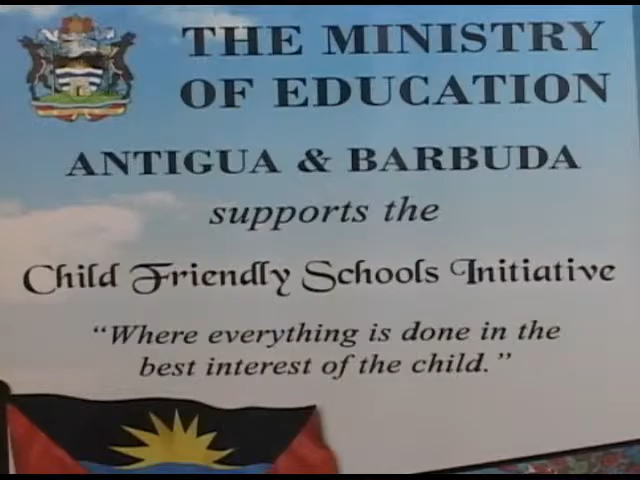 THE MINISTRY
OF EDUCATION
ANTIGUA & BARBUDA
supports the
Child Friendly Schools Initiative
“Where everything is done in the
best interest of the child.”